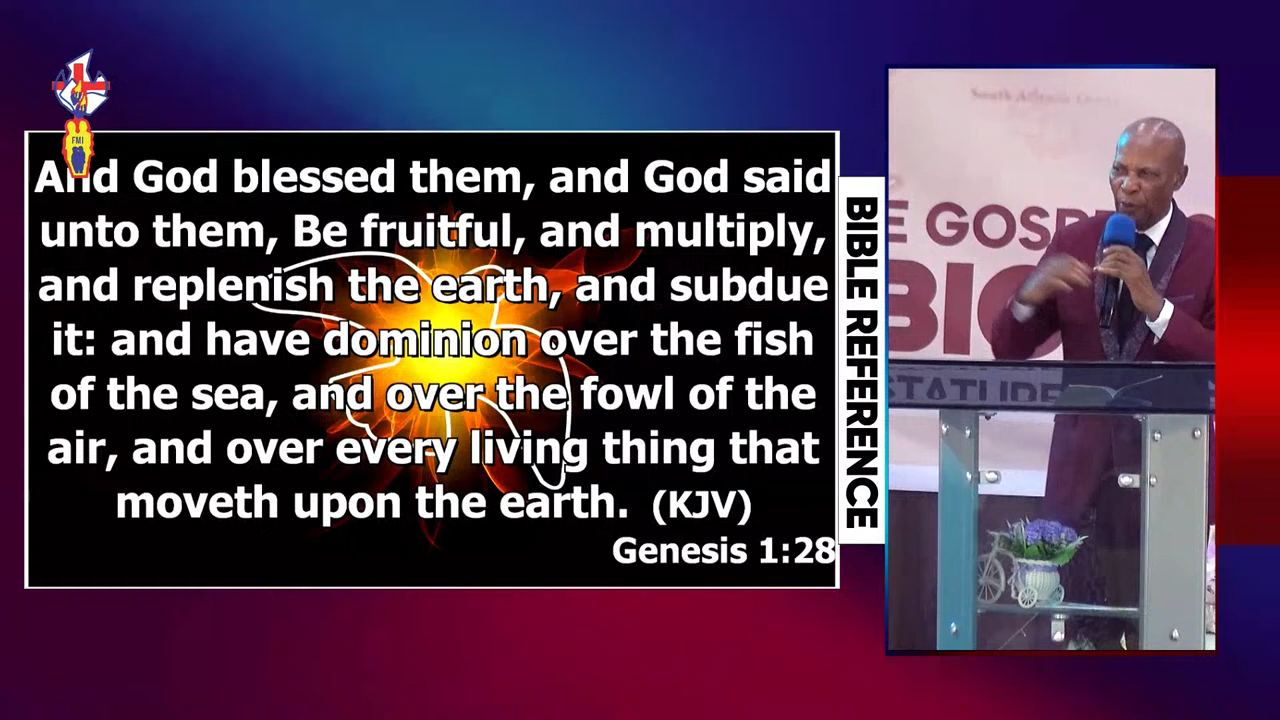 FMI
And God blessed them, and God said
unto them, Be fruitful, and multiply,
and replenish the earth, and subdue
it: and have dominion over the fish
of the sea, and over the fowl of the
air, and over every living thing that
moveth upon the earth. (KJV)
Genesis 1:28
BIBLE REFERENCE
South
E GOSP
BIG
STATURE